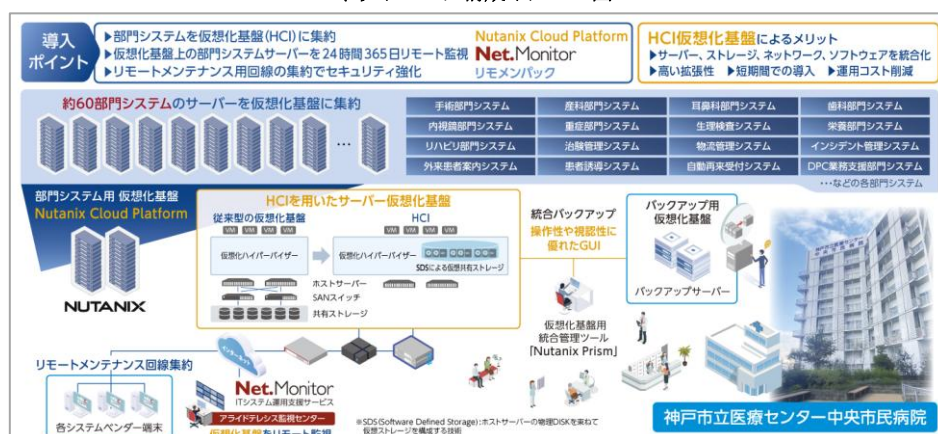 導入
ポイント
▶部門システムを仮想化基盤(HCI)に集約
▶仮想化基盤上の部門システムサーバーを24時間365日リモート監視
▶リモートメンテナンス用回線の集約でセキュリティ強化
Nutanix Cloud Platform
Net.Monitor
リモメンパック
HCI仮想化基盤によるメリット
▶サーバー、ストレージ、ネットワーク、ソフトウェアを統合化
▶高い拡張性 ▶短期間での導入 ▶運用コスト削減
約60部門システムのサーバーを仮想化基盤に集約
…
手術部門システム 産科部門システム 耳鼻科部門システム 歯科部門システム
内視鏡部門システム 重症部門システム 生理検査システム 栄養部門システム
リハビリ部門システム 治験管理システム 物流管理システム インシデント管理システム
外来患者案内システム 患者誘導システム 自動再来受付システム DPC業務支援部門システム
…などの各部門システム
部門システム用 仮想化基盤
Nutanix Cloud Platform
NUTANIX
HCIを用いたサーバー仮想化基盤
従来型の仮想化基盤 HCI
VM VM VM VM VM VM VM VM
仮想化ハイパーバイザー 仮想化ハイパーバイザー
SDSによる仮想共有ストレージ
ホストサーバー
SANスイッチ
共有ストレージ
統合バックアップ
操作性や視認性に
優れたGUI
バックアップ用
仮想化基盤
バックアップサーバー
仮想化基盤用
統合管理ツール
「Nutanix Prism」
リモートメンテナンス回線集約
各システムベンダー端末
インターネット
Net.Monitor
ITシステム運用支援サービス
アライドテレシス監視センター
仮想化基盤をリモート監視
※SDS(Software Defined Storage):ホストサーバーの物理DISKを束ねて
仮想ストレージを構成する技術
神戸市立医療センター中央市民病院